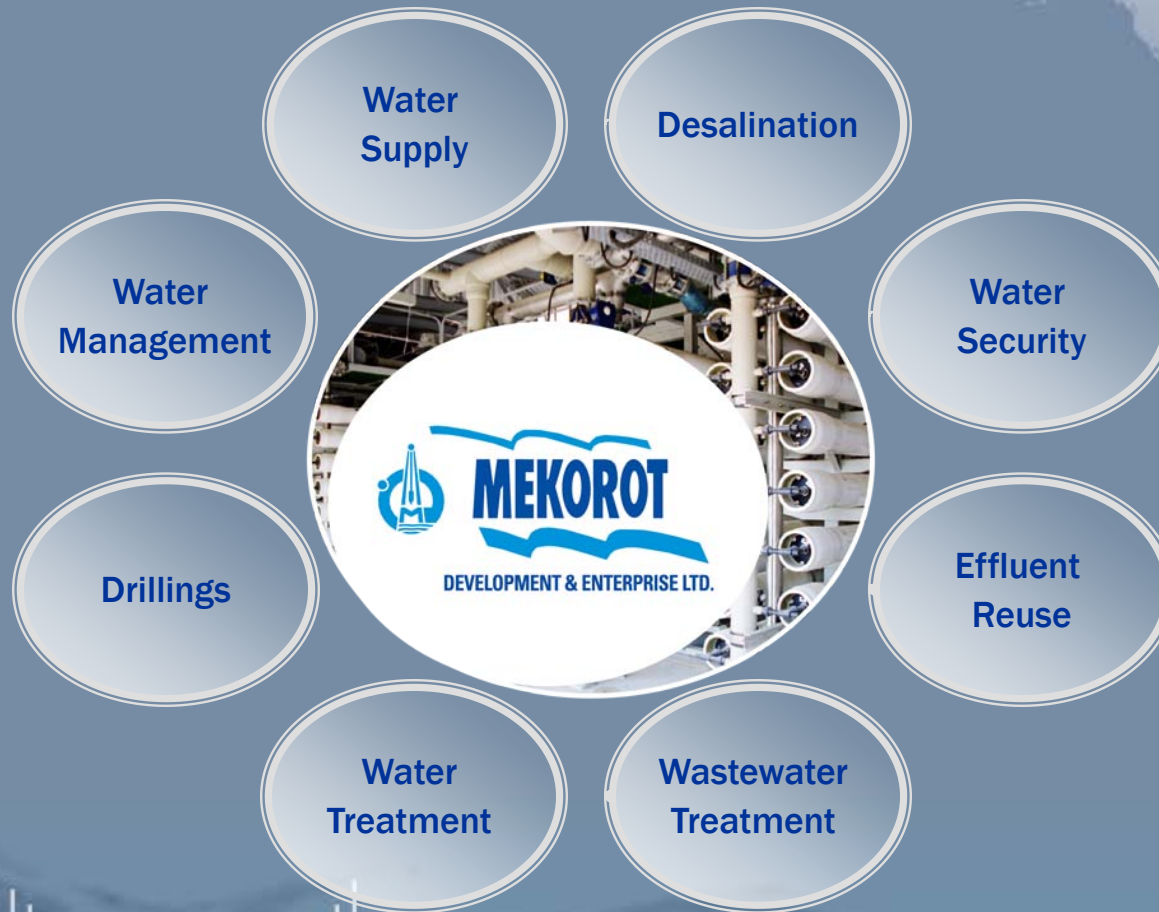 Water
Supply
Desalination
Water
Management
Water
Security
MEKOROT
DEVELOPMENT & ENTERPRISE LTD.
Drillings
Effluent
Reuse
Water
Treatment
Wastewater
Treatment